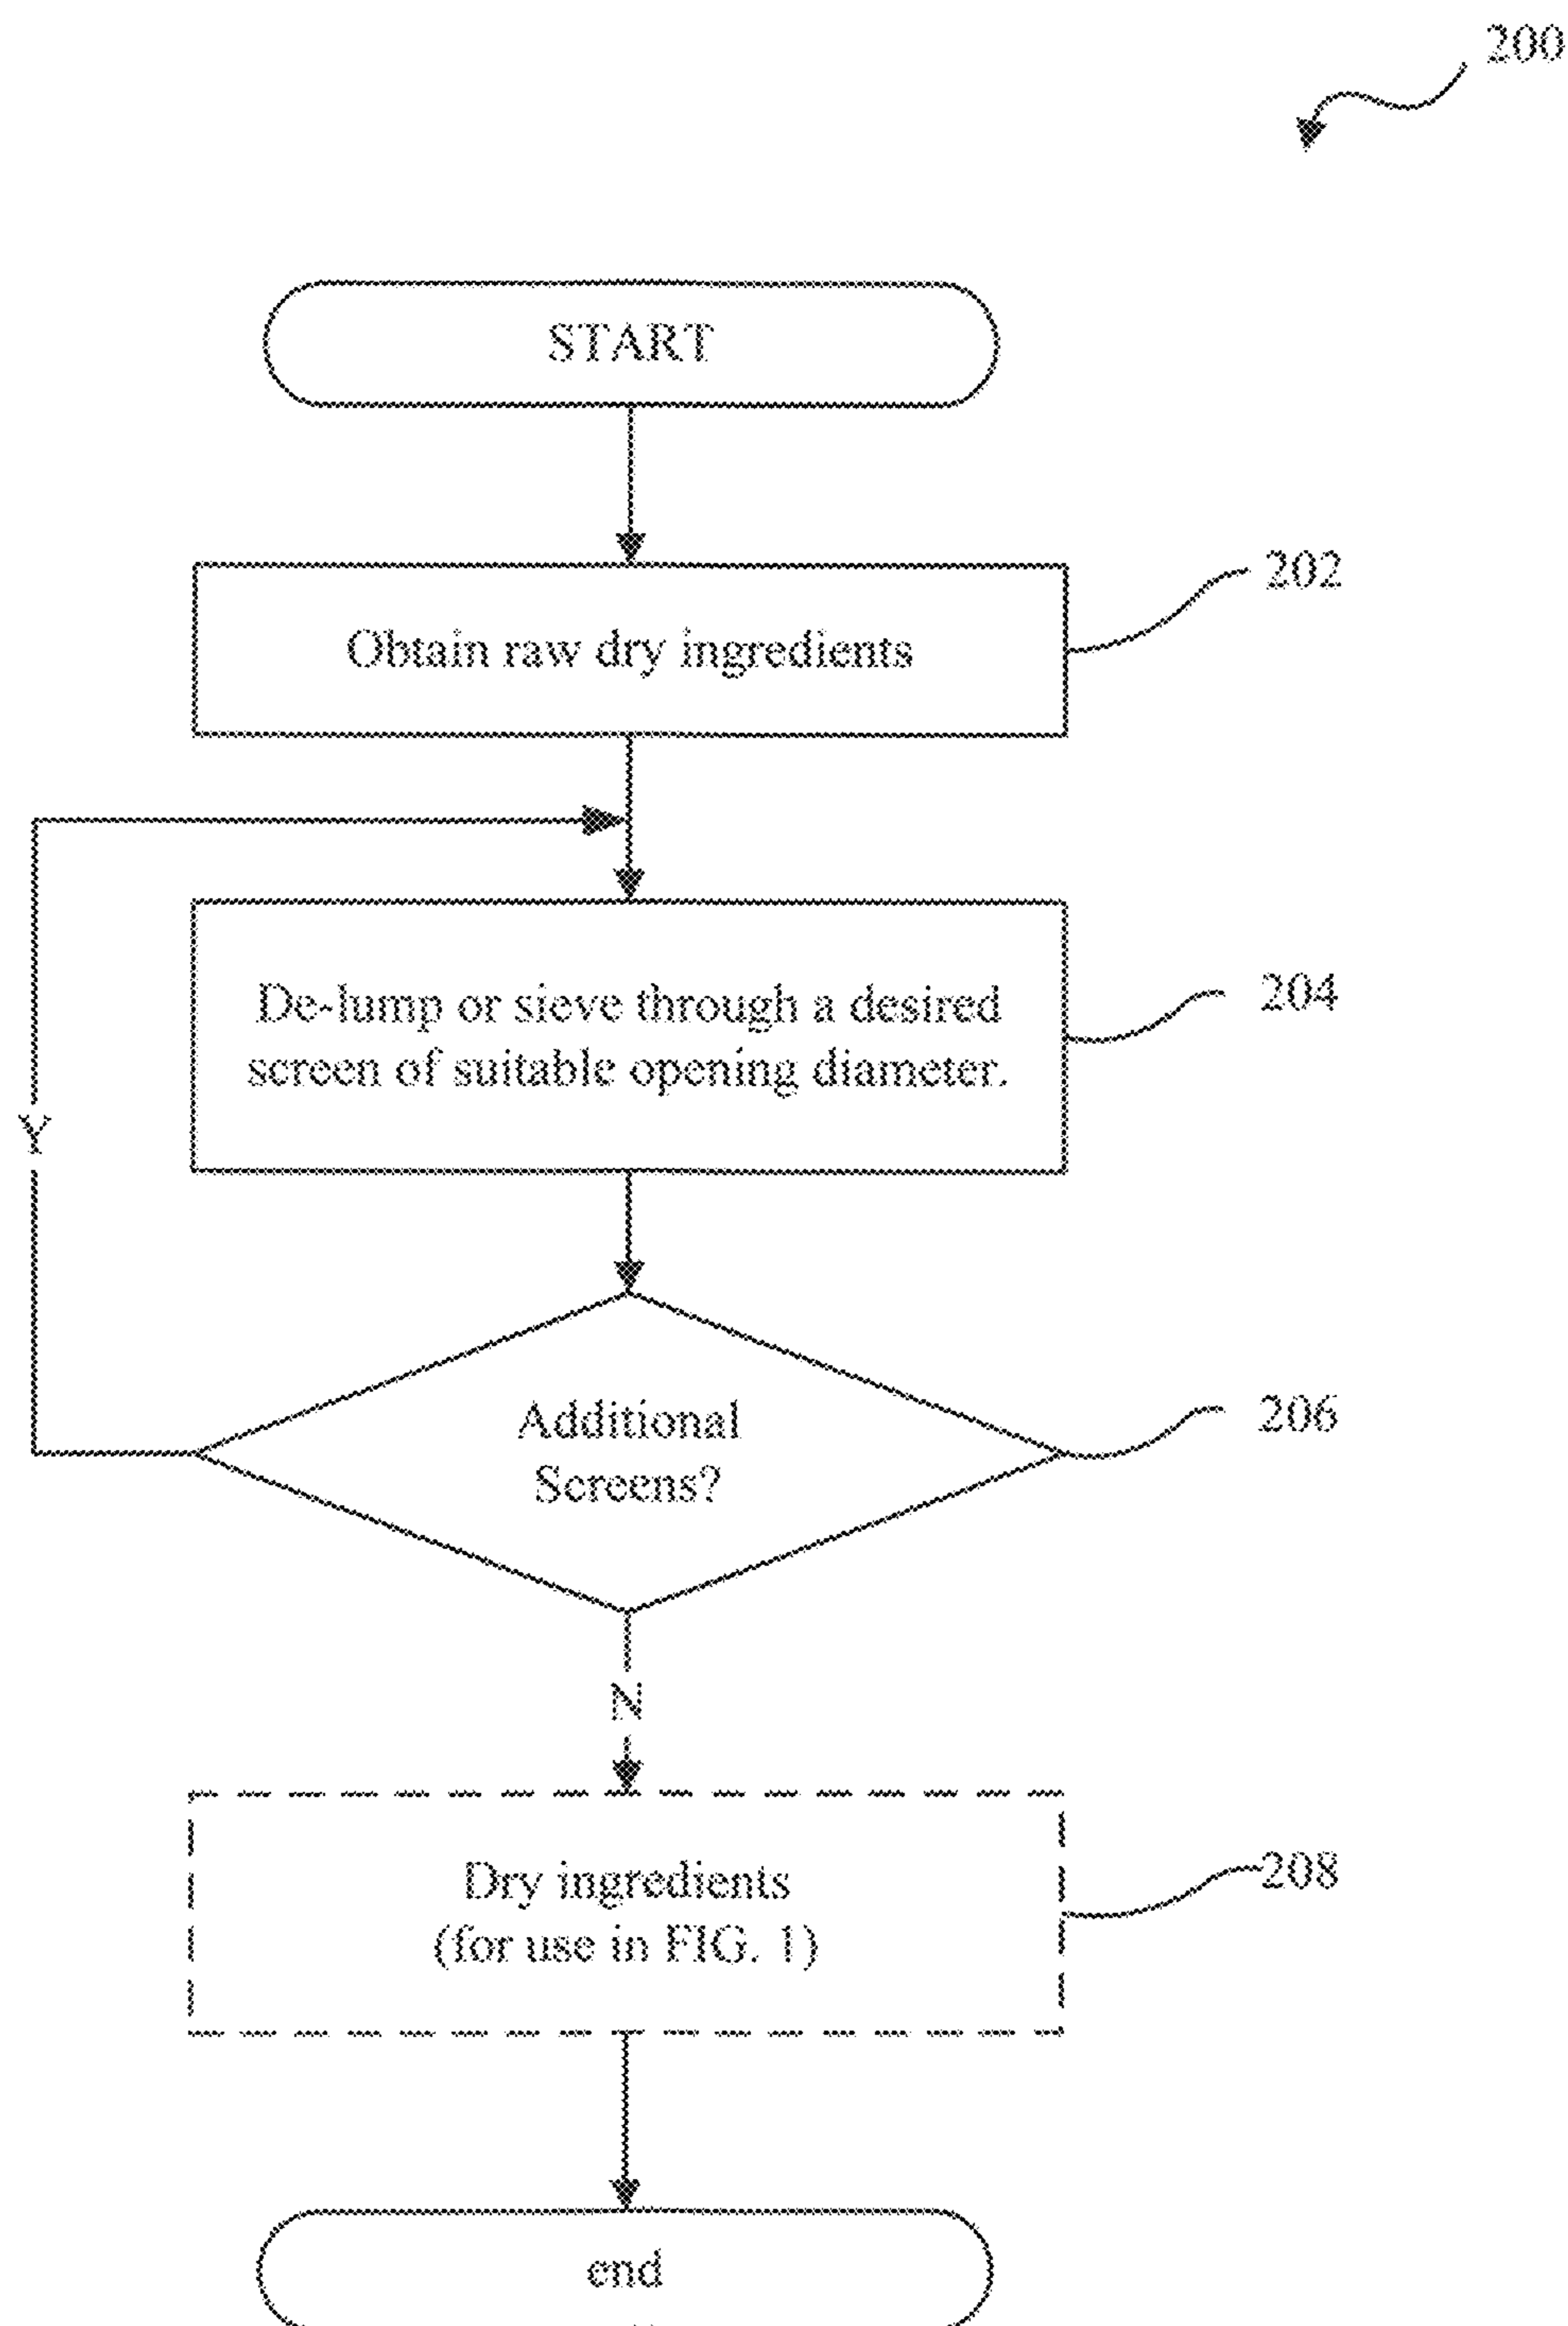 200
START
Obtain raw dry ingredients
202
De-lump or sieve through a desired
screen of suitable opening diameter.
204
Y
Additional
Screens?
206
N
Dry ingredients
(for use in FIG. 1)
208
end